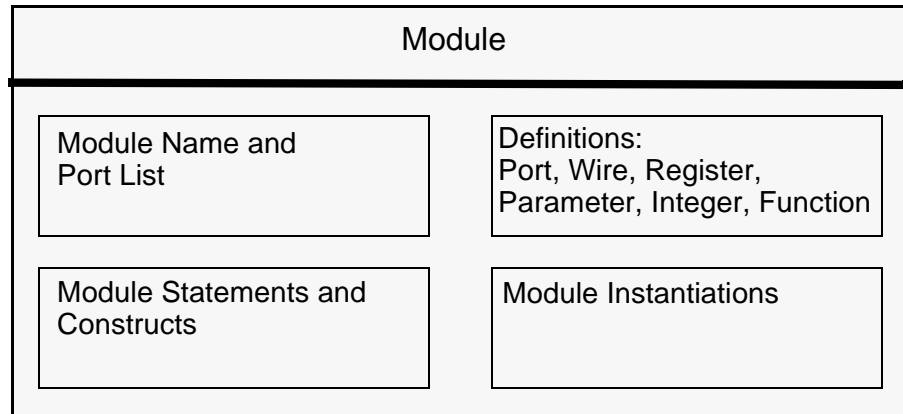 Module
Module Name and
Port List
Definitions:
Port, Wire, Register,
Parameter, Integer, Function
Module Statements and
Constructs
Module Instantiations